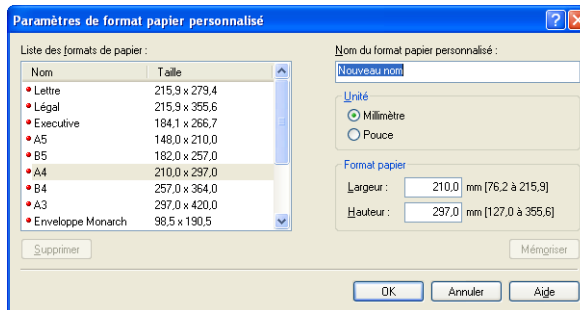 Paramètres de format papier personnalisé
Liste des formats de papier :
Nom Taille
Lettre 215,9 x 279,4
Légal 215,9 x 355,6
Executive 184,1 x 266,7
A5 148,0 x 210,0
B5 182,0 x 257,0
A4 210,0 x 297,0
B4 257,0 x 364,0
A3 297,0 x 420,0
Enveloppe Monarch 98,5 x 190,5
Supprimer
Nom du format papier personnalisé :
Nouveau nom
Unité
Millimètre
Pouce
Format papier
Largeur : 210,0 mm [76,2 à 215,9]
Hauteur : 297,0 mm [127,0 à 355,6]
Mémoriser
OK Annuler Aide